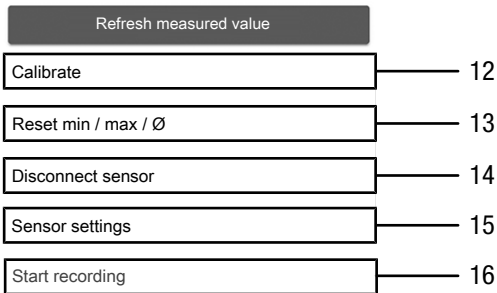 Refresh measured value
Calibrate 12
Reset min / max / Ø 13
Disconnect sensor 14
Sensor settings 15
Start recording 16